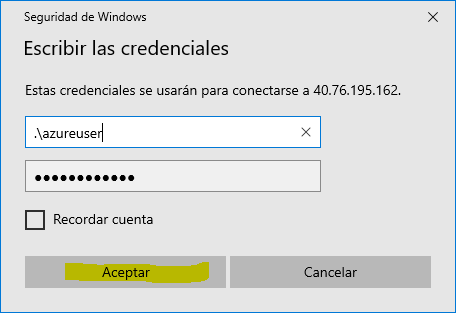 Seguridad de Windows
Escribir las credenciales
Estas credenciales se usarán para conectarse a 40.76.195.162.
.\azureuser
●●●●●●●●●●●●
Recordar cuenta
Aceptar
Cancelar